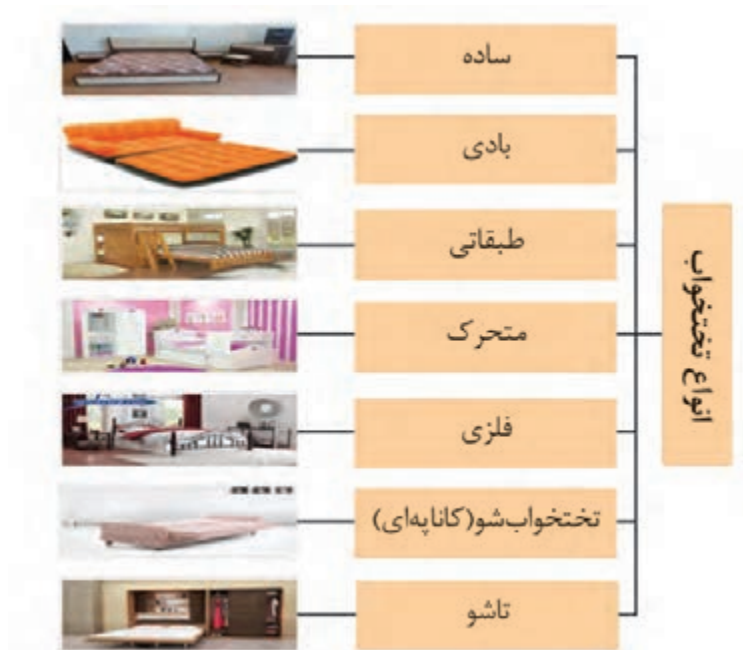 انواع تختخواب
ساده
بادی
طبقاتی
متحرک
فلزی
تختخواب‌شو(کاناپه‌ای)
تاشو